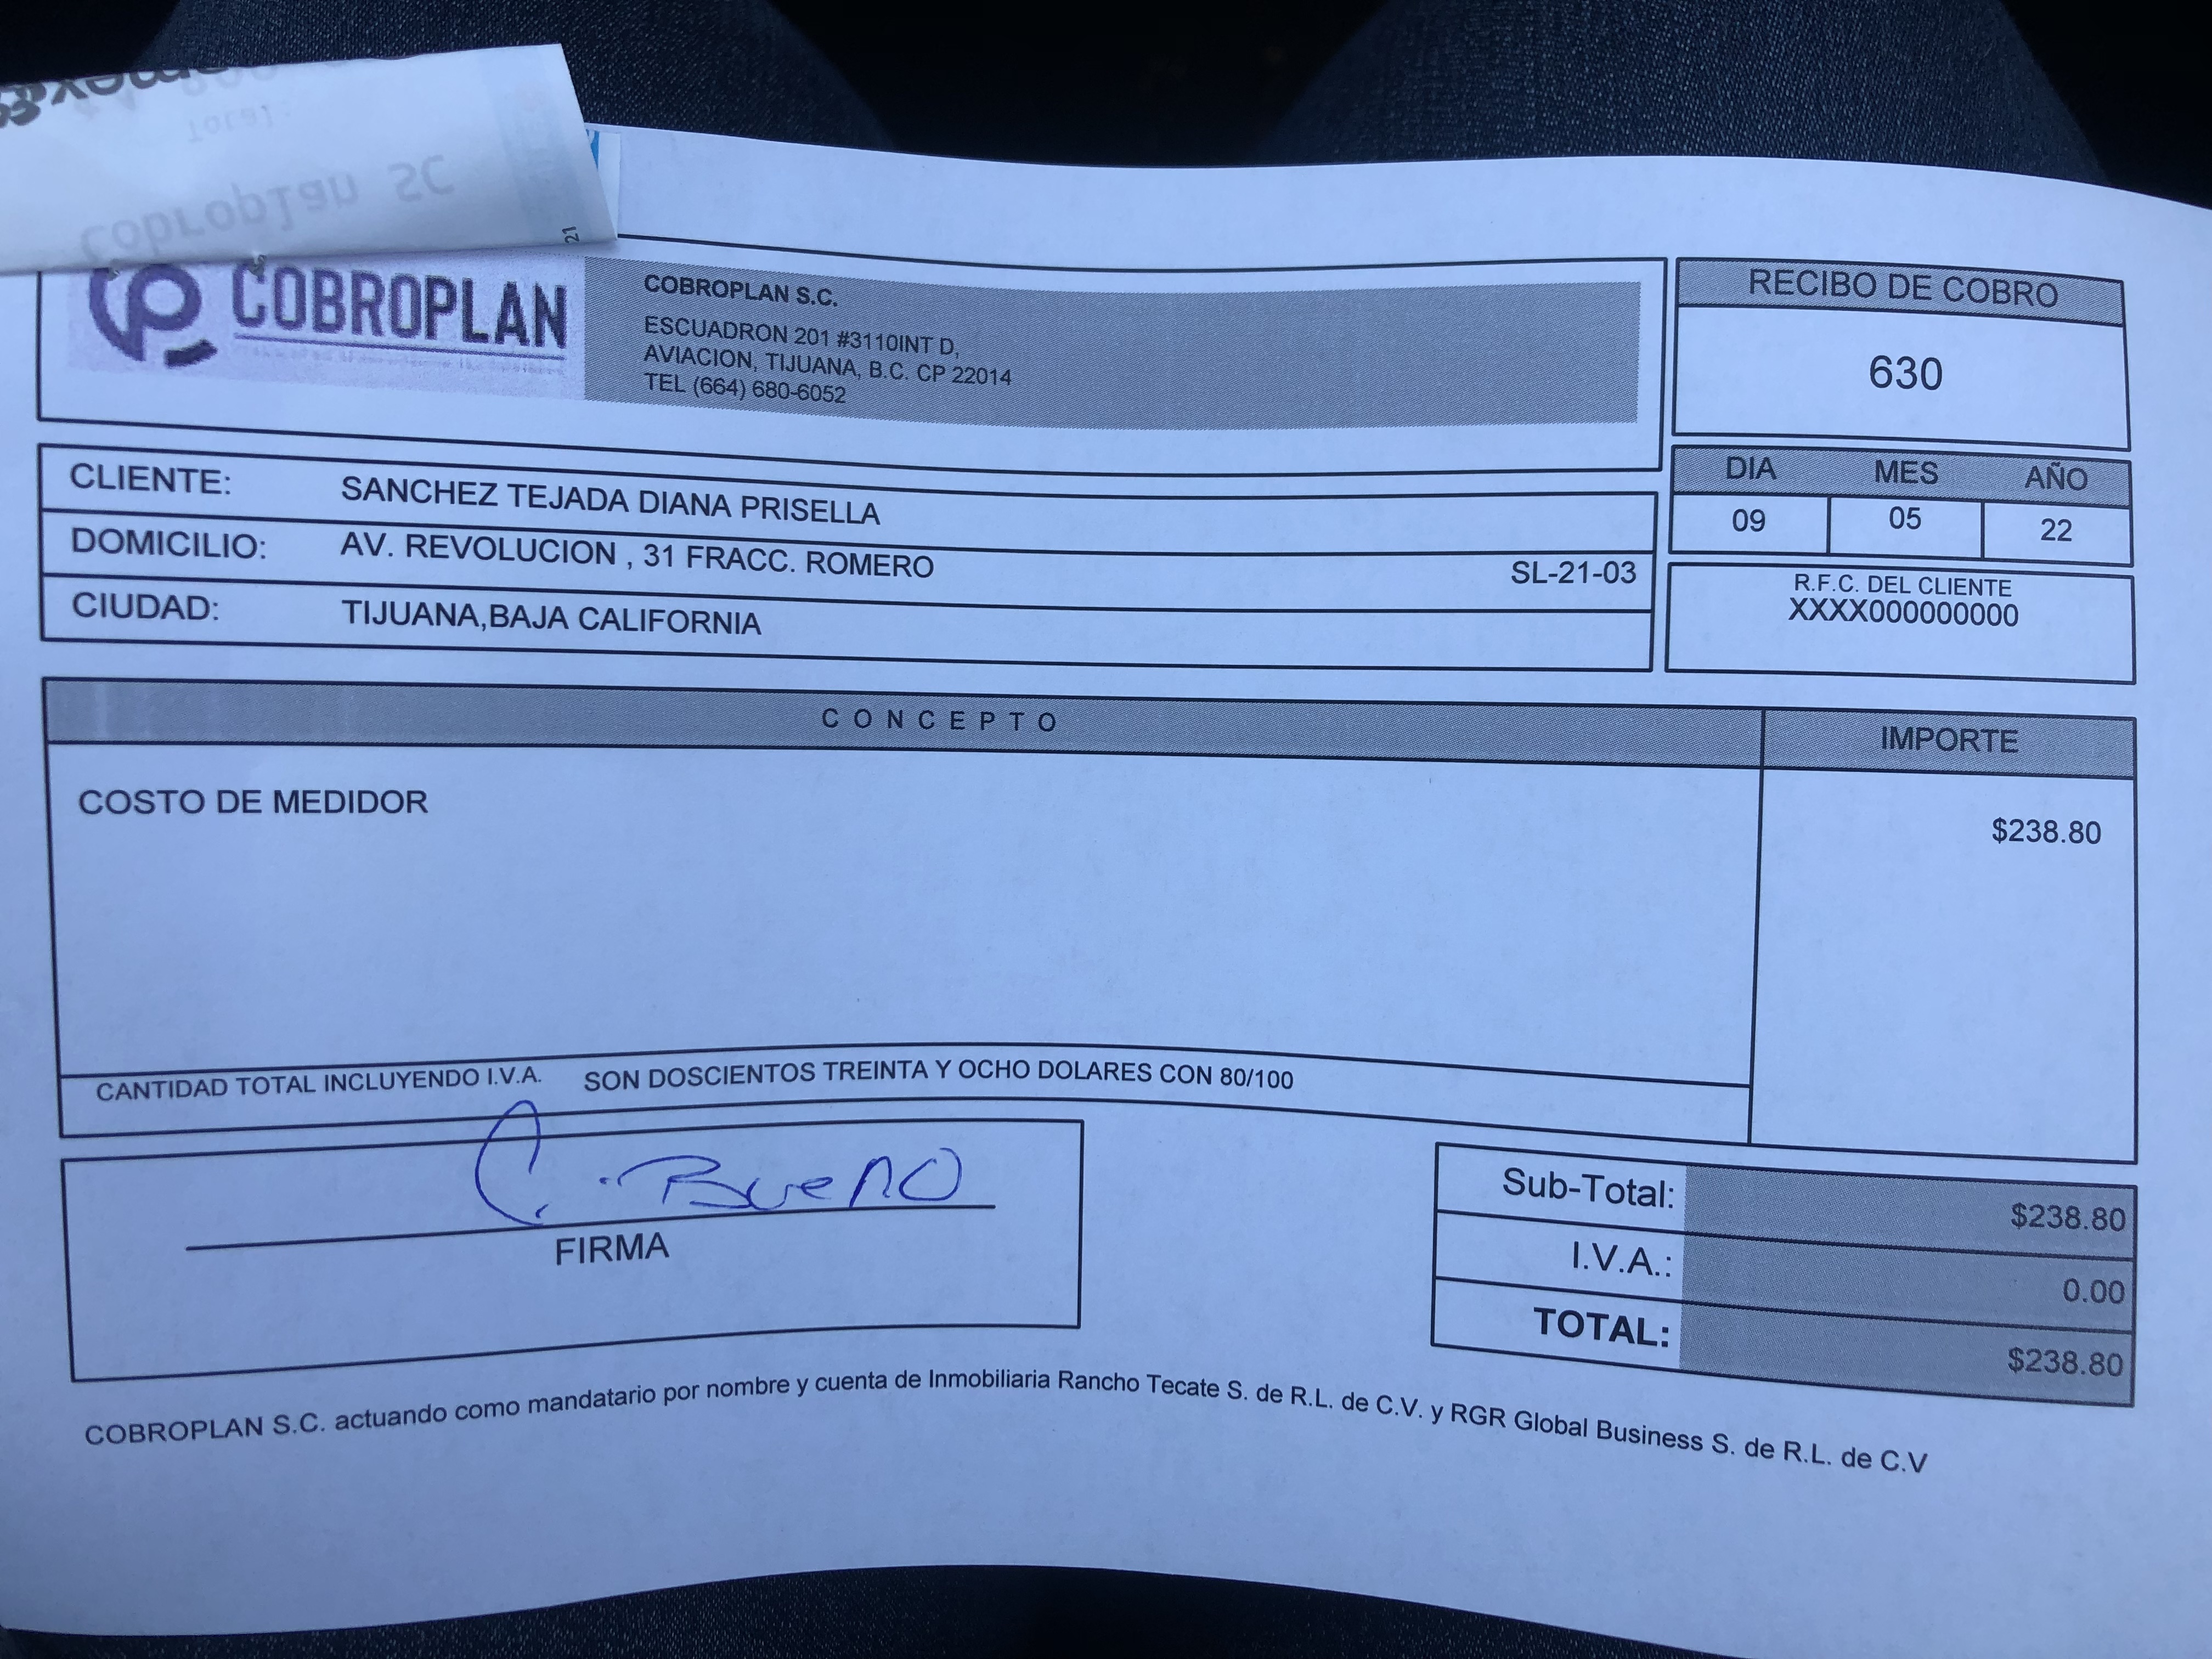 Total:
Cobroplan SC
21
COBROPLAN
COBROPLAN S.C.
ESCUADRON 201 #3110INT D,
AVIACION, TIJUANA, B.C. CP 22014
TEL (664) 680-6052
RECIBO DE COBRO
630
DIA MES AÑO
09 05 22
CLIENTE: SANCHEZ TEJADA DIANA PRISELLA
DOMICILIO: AV. REVOLUCION , 31 FRACC. ROMERO SL-21-03
CIUDAD: TIJUANA,BAJA CALIFORNIA
R.F.C. DEL CLIENTE
XXXX000000000
CONCEPTO IMPORTE
COSTO DE MEDIDOR $238.80
CANTIDAD TOTAL INCLUYENDO I.V.A. SON DOSCIENTOS TREINTA Y OCHO DOLARES CON 80/100
C. Bueno
FIRMA
Sub-Total: $238.80
I.V.A.: 0.00
TOTAL: $238.80
COBROPLAN S.C. actuando como mandatario por nombre y cuenta de Inmobiliaria Rancho Tecate S. de R.L. de C.V. y RGR Global Business S. de R.L. de C.V